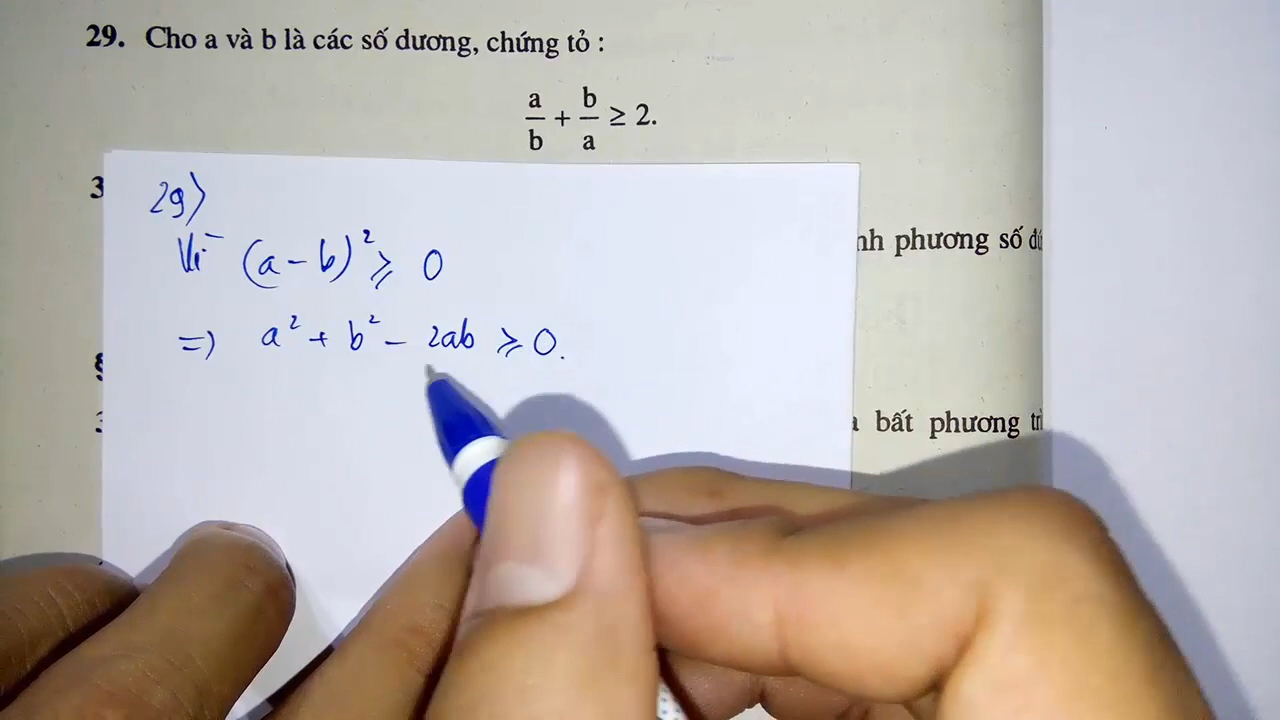 29. Cho a và b là các số dương, chứng tỏ :
a/b + b/a ≥ 2.
3
29)
Vì (a - b)² ≥ 0
nh phương số
=> a² + b² - 2ab ≥ 0.
bất phương